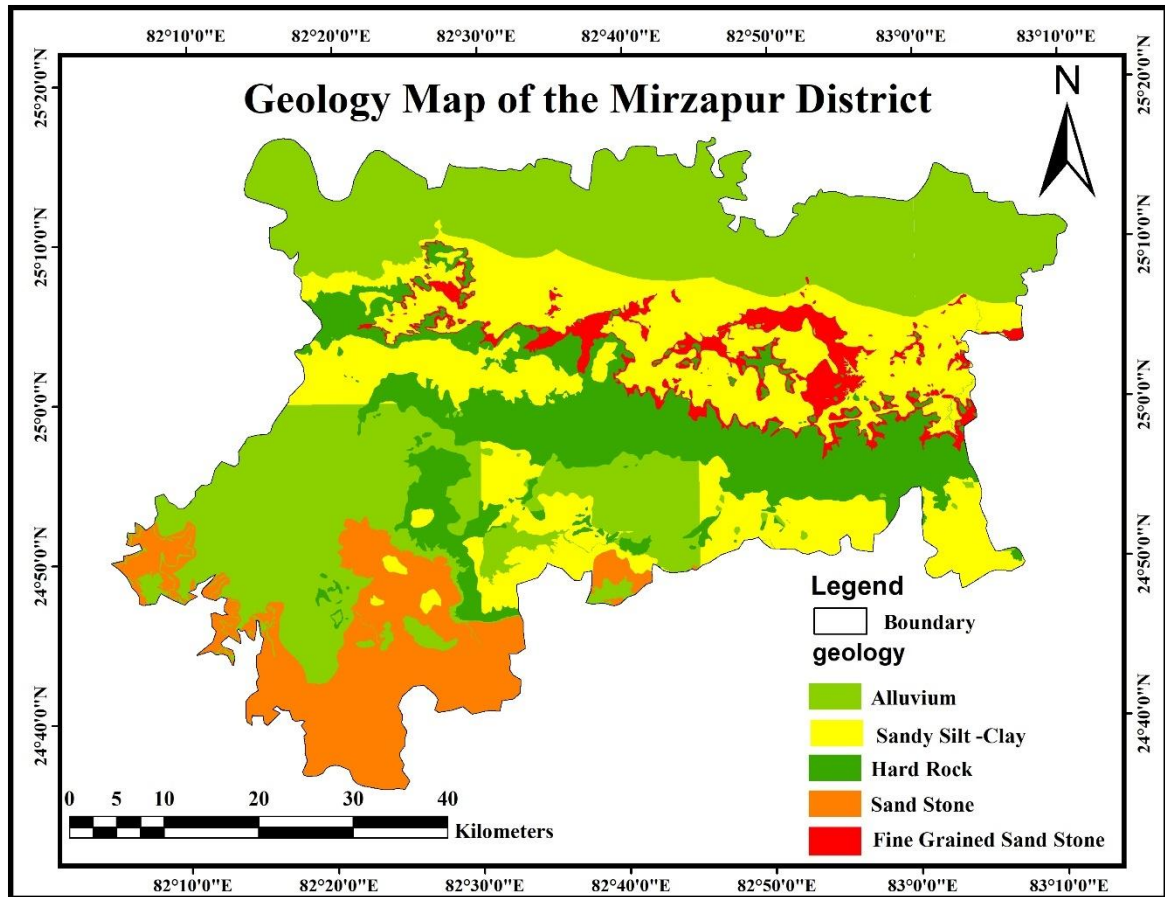 82°10'0"E 82°20'0"E 82°30'0"E 82°40'0"E 82°50'0"E 83°0'0"E 83°10'0"E
Geology Map of the Mirzapur District
N
25°20'0"N
25°10'0"N
25°0'0"N
24°50'0"N
24°40'0"N
25°20'0"N
25°10'0"N
25°0'0"N
24°50'0"N
24°40'0"N
Legend
Boundary
geology
Alluvium
Sandy Silt -Clay
Hard Rock
Sand Stone
Fine Grained Sand Stone
0 5 10 20 30 40
Kilometers
82°10'0"E 82°20'0"E 82°30'0"E 82°40'0"E 82°50'0"E 83°0'0"E 83°10'0"E